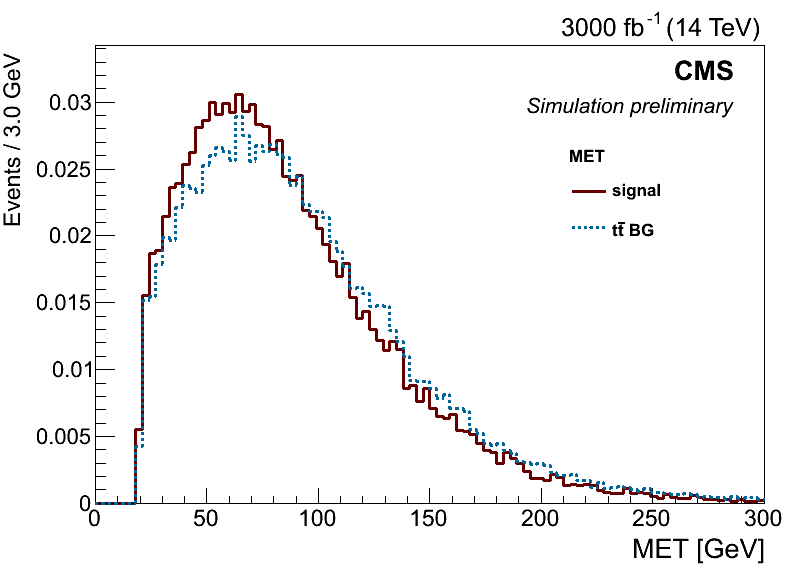 3000 fb-1 (14 TeV)
CMS
Simulation preliminary
MET
signal
tt̄ BG
Events / 3.0 GeV
0.03
0.025
0.02
0.015
0.01
0.005
0
0 50 100 150 200 250 300
MET [GeV]